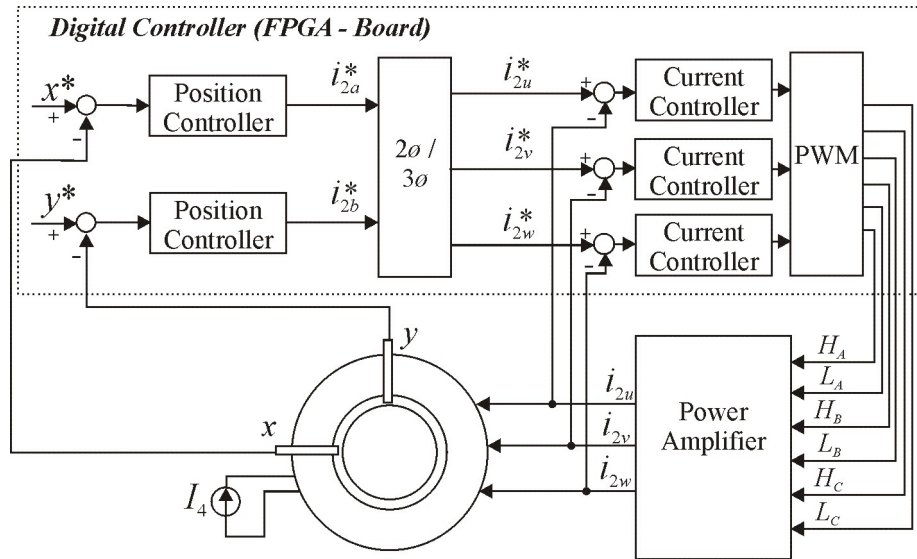 Digital Controller (FPGA - Board)
x*
+
-
Position
Controller
i*2a
2ø /
3ø
i*2u
+
-
Current
Controller
PWM
i*2v
+
-
Current
Controller
y*
+
-
Position
Controller
i*2b
i*2w
+
-
Current
Controller
y
x
I4
i2u
i2v
i2w
Power
Amplifier
HA
LA
HB
LB
HC
LC